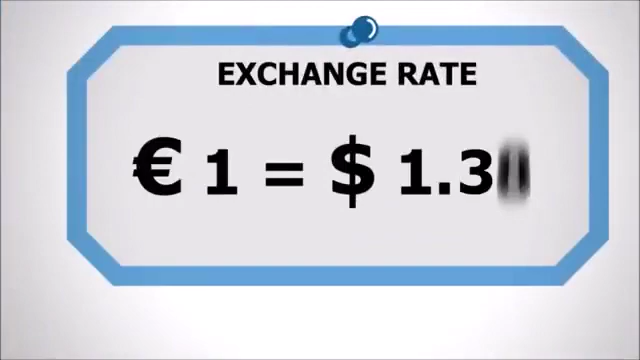 EXCHANGE RATE
€ 1 = $ 1.3